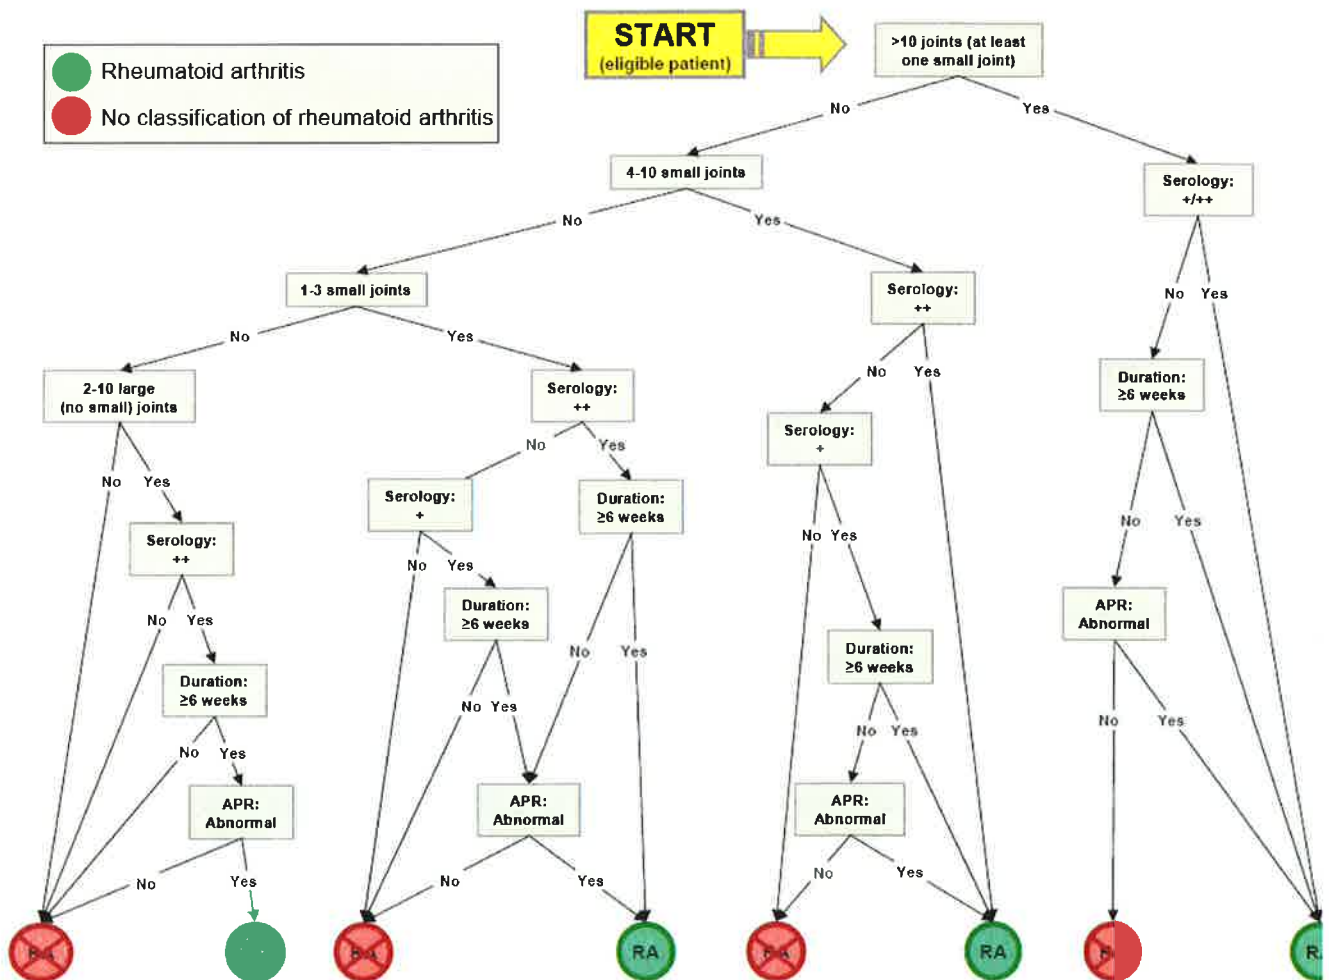 START
(eligible patient)
>10 joints (at least
one small joint)
Rheumatoid arthritis
No classification of rheumatoid arthritis
No
Yes
4-10 small joints
Serology:
+/++
No
Yes
1-3 small joints
Serology:
++
No
Yes
No
Yes
2-10 large
(no small) joints
Serology:
++
Duration:
≥6 weeks
No
Yes
No
Yes
Serology:
+
No
Yes
Serology:
+
Duration:
≥6 weeks
No
Yes
Serology:
++
No
Yes
No
Yes
Duration:
≥6 weeks
APR:
Abnormal
No
Yes
No
Yes
Duration:
≥6 weeks
Duration:
≥6 weeks
No
Yes
No
Yes
No
Yes
No
Yes
APR:
Abnormal
APR:
Abnormal
APR:
Abnormal
No
Yes
No
Yes
No
Yes
RA
RA
RA
RA